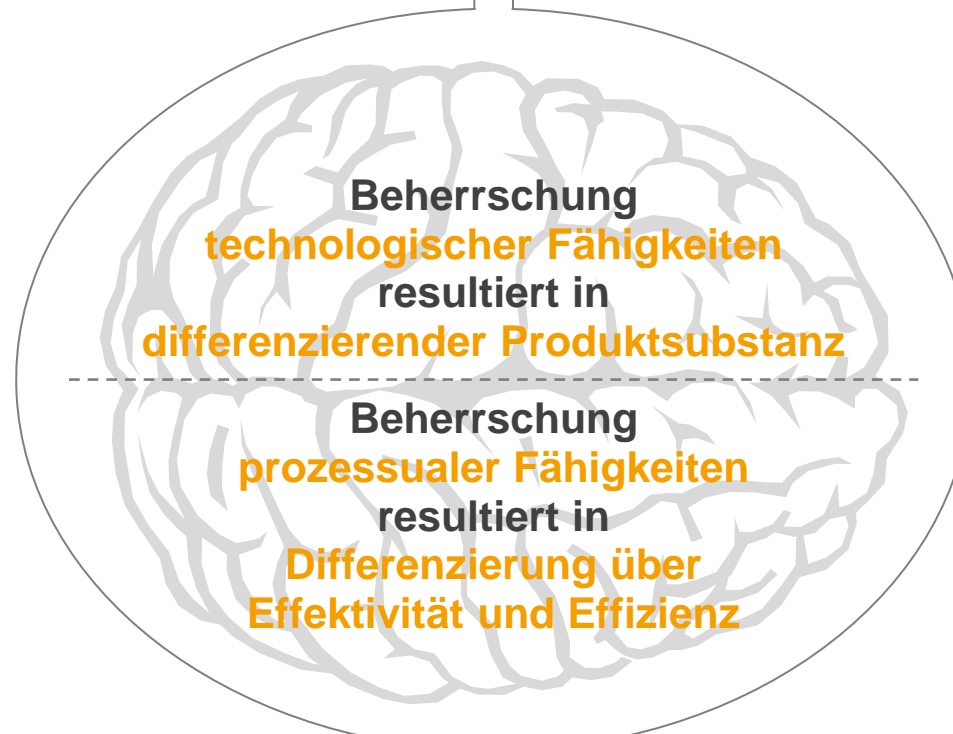 Beherrschung
technologischer Fähigkeiten
resultiert in
differenzierender Produktsubstanz
Beherrschung
prozessualer Fähigkeiten
resultiert in
Differenzierung über
Effektivität und Effizienz